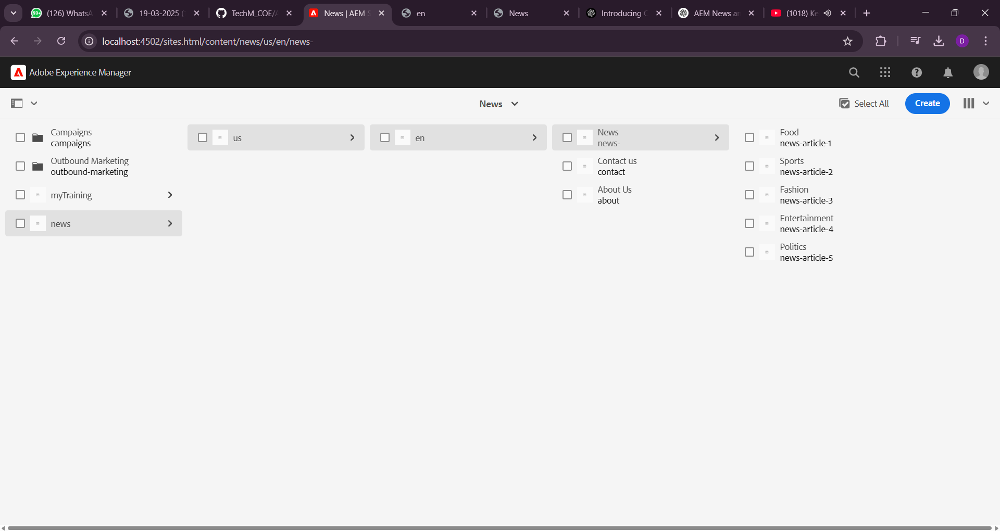 (126) WhatsA
19-03-2025 (
TechM_COE/A
News | AEM S
en
News
Introducing C
AEM News ar
(1018) Ke
localhost:4502/sites.html/content/news/us/en/news-
D
Adobe Experience Manager
News
Select All
Create
Campaigns
campaigns
Outbound Marketing
outbound-marketing
myTraining
news
us
en
News
news-
Contact us
contact
About Us
about
Food
news-article-1
Sports
news-article-2
Fashion
news-article-3
Entertainment
news-article-4
Politics
news-article-5